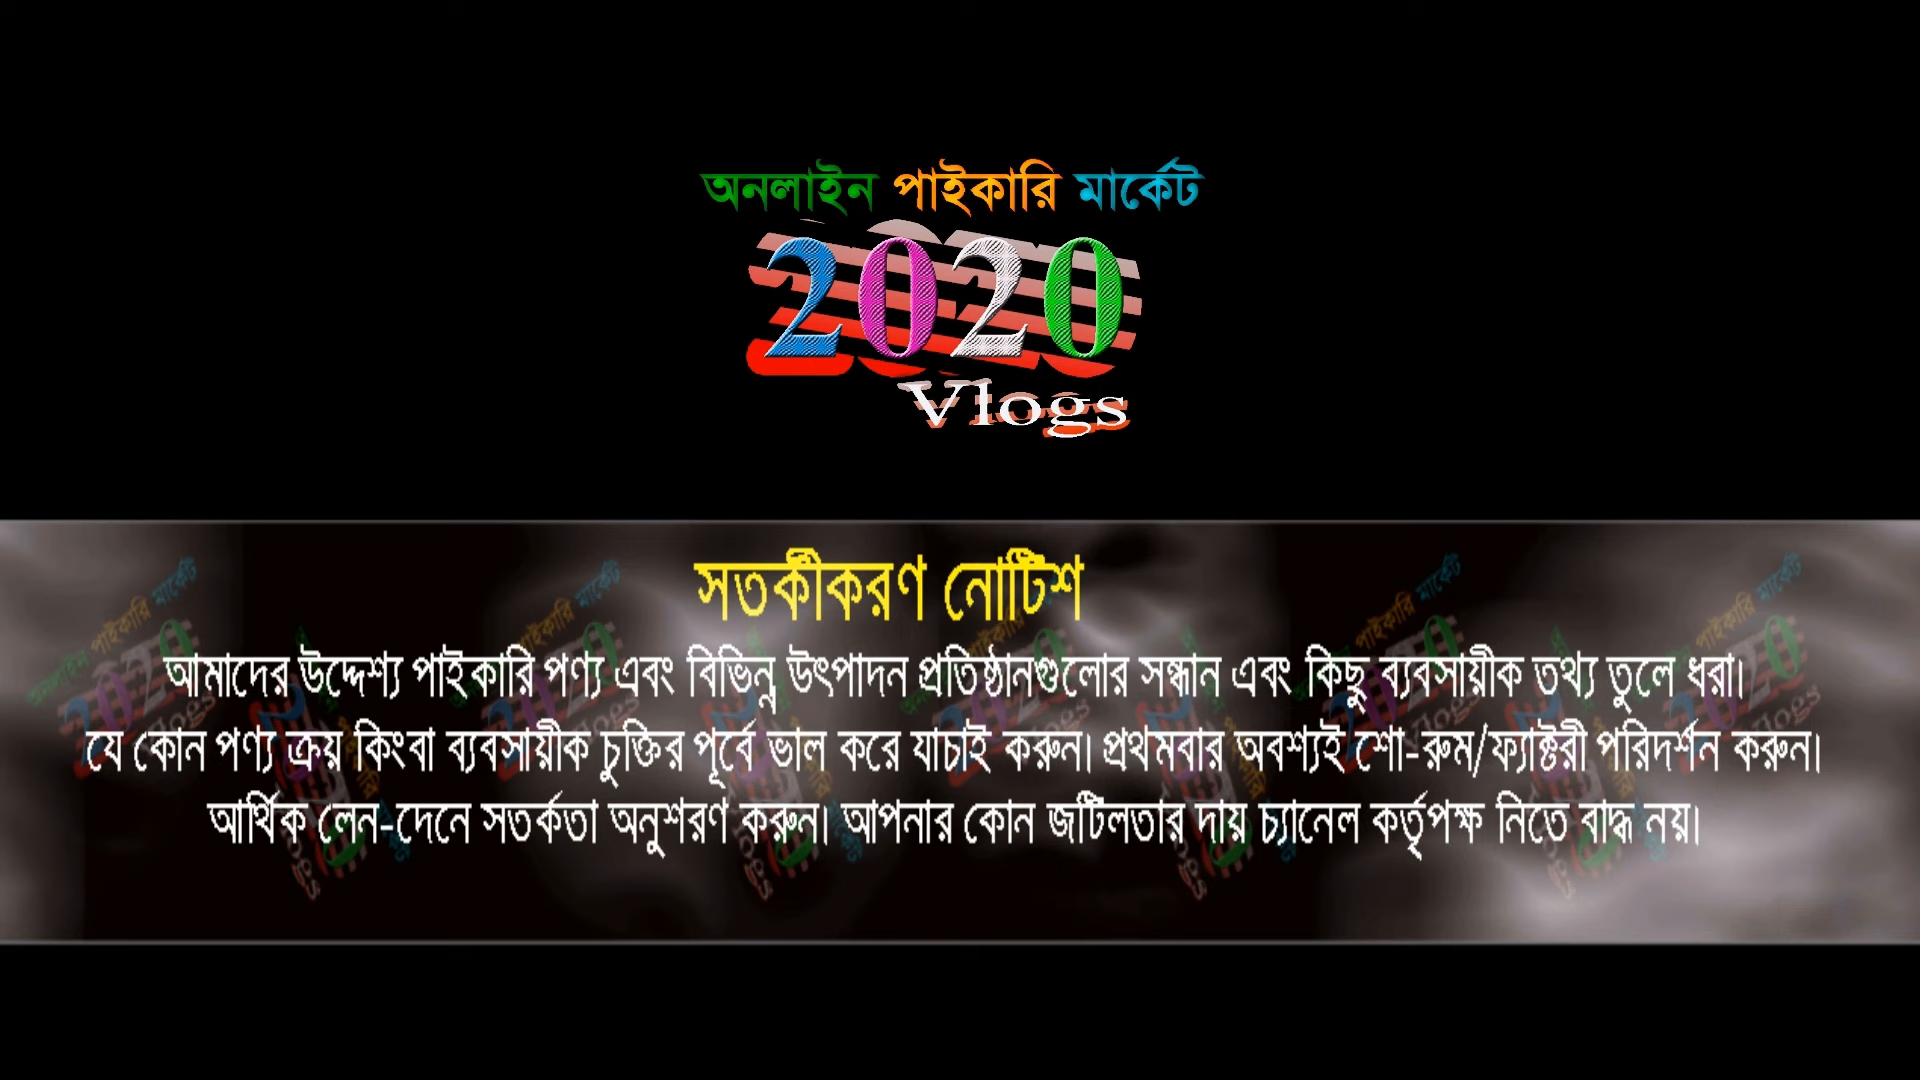 অনলাইন পাইকারি মার্কেট
2020
Vlogs
সতর্কীকরণ নোটিশ
আমাদের উদ্দেশ্য পাইকারি পণ্য এবং বিভিন্ন উৎপাদন প্রতিষ্ঠানগুলোর সন্ধান এবং কিছু ব্যবসায়ীক তথ্য তুলে ধরা।
যে কোন পণ্য ক্রয় কিংবা ব্যবসায়ীক চুক্তির পূর্বে ভাল করে যাচাই করুন। প্রথমবার অবশ্যই শো-রুম/ফ্যাক্টরী পরিদর্শন করুন।
আর্থিক লেন-দেনে সতর্কতা অনুশরণ করুন। আপনার কোন জটিলতার দায় চ্যানেল কর্তৃপক্ষ নিতে বাদ্ধ নয়।